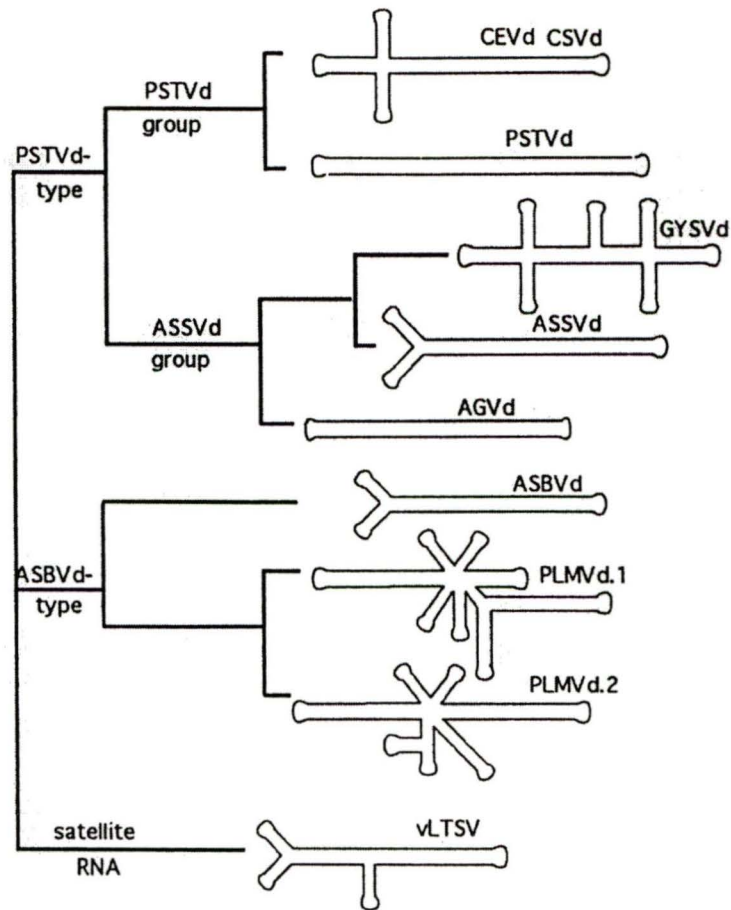 CEVd CSVd
PSTVd
group
PSTVd
PSTVd-
type
GYSVd
ASSVd
group
ASSVd
AGVd
ASBVd
ASBVd-
type
PLMVd.1
PLMVd.2
satellite
RNA
vLTSV